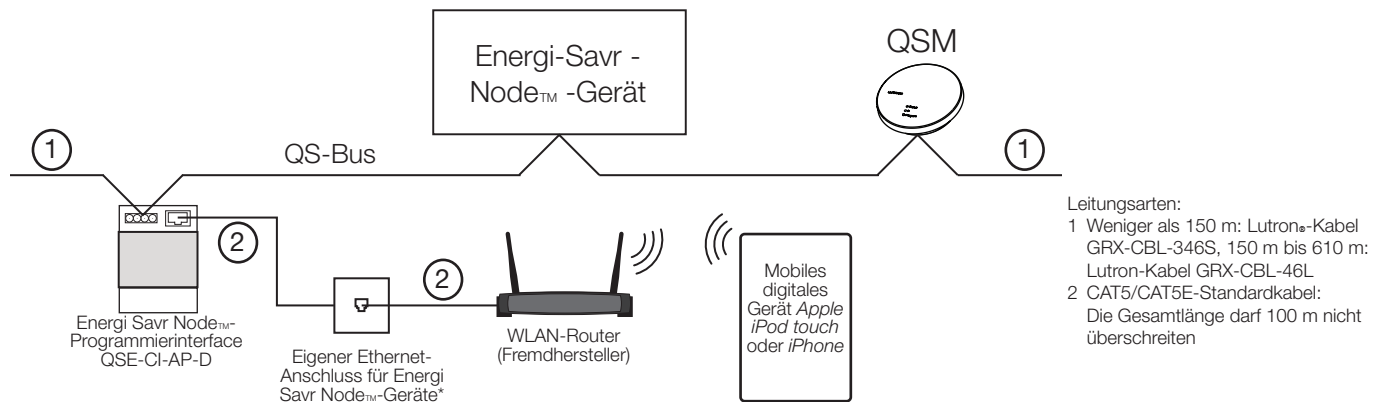 Energi-Savr -
Node™ -Gerät
QSM
1
QS-Bus
1
2
2
Energi Savr Node™-
Programmierinterface
QSE-CI-AP-D
Eigener Ethernet-
Anschluss für Energi
Savr Node™-Geräte*
WLAN-Router
(Fremdhersteller)
Mobiles
digitales
Gerät Apple
iPod touch
oder iPhone
Leitungsarten:
1 Weniger als 150 m: Lutron®-Kabel
GRX-CBL-346S, 150 m bis 610 m:
Lutron-Kabel GRX-CBL-46L
2 CAT5/CAT5E-Standardkabel:
Die Gesamtlänge darf 100 m nicht
überschreiten